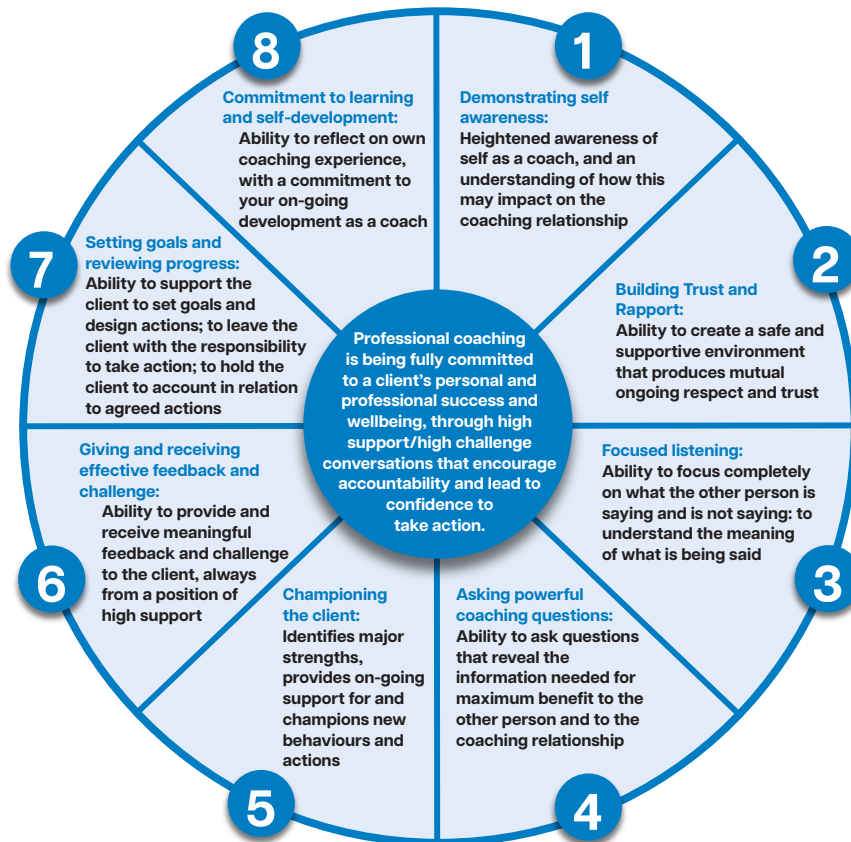 1
Demonstrating self
awareness:
Heightened awareness of
self as a coach, and an
understanding of how this
may impact on the
coaching relationship
2
Building Trust and
Rapport:
Ability to create a safe and
supportive environment
that produces mutual
ongoing respect and trust
3
Focused listening:
Ability to focus completely
on what the other person is
saying and is not saying: to
understand the meaning
of what is being said
4
Asking powerful
coaching questions:
Ability to ask questions
that reveal the
information needed for
maximum benefit to the
other person and to the
coaching relationship
5
Championing
the client:
Identifies major
strengths,
provides on-going
support for and
champions new
behaviours and
actions
6
Giving and receiving
effective feedback and
challenge:
Ability to provide and
receive meaningful
feedback and challenge
to the client, always
from a position of
high support
7
Setting goals and
reviewing progress:
Ability to support the
client to set goals and
design actions; to leave the
client with the responsibility
to take action; to hold the
client to account in relation
to agreed actions
8
Commitment to learning
and self-development:
Ability to reflect on own
coaching experience,
with a commitment to
your on-going
development as a coach
Professional coaching
is being fully committed
to a client's personal and
professional success and
wellbeing, through high
support/high challenge
conversations that encourage
accountability and lead to
confidence to
take action.